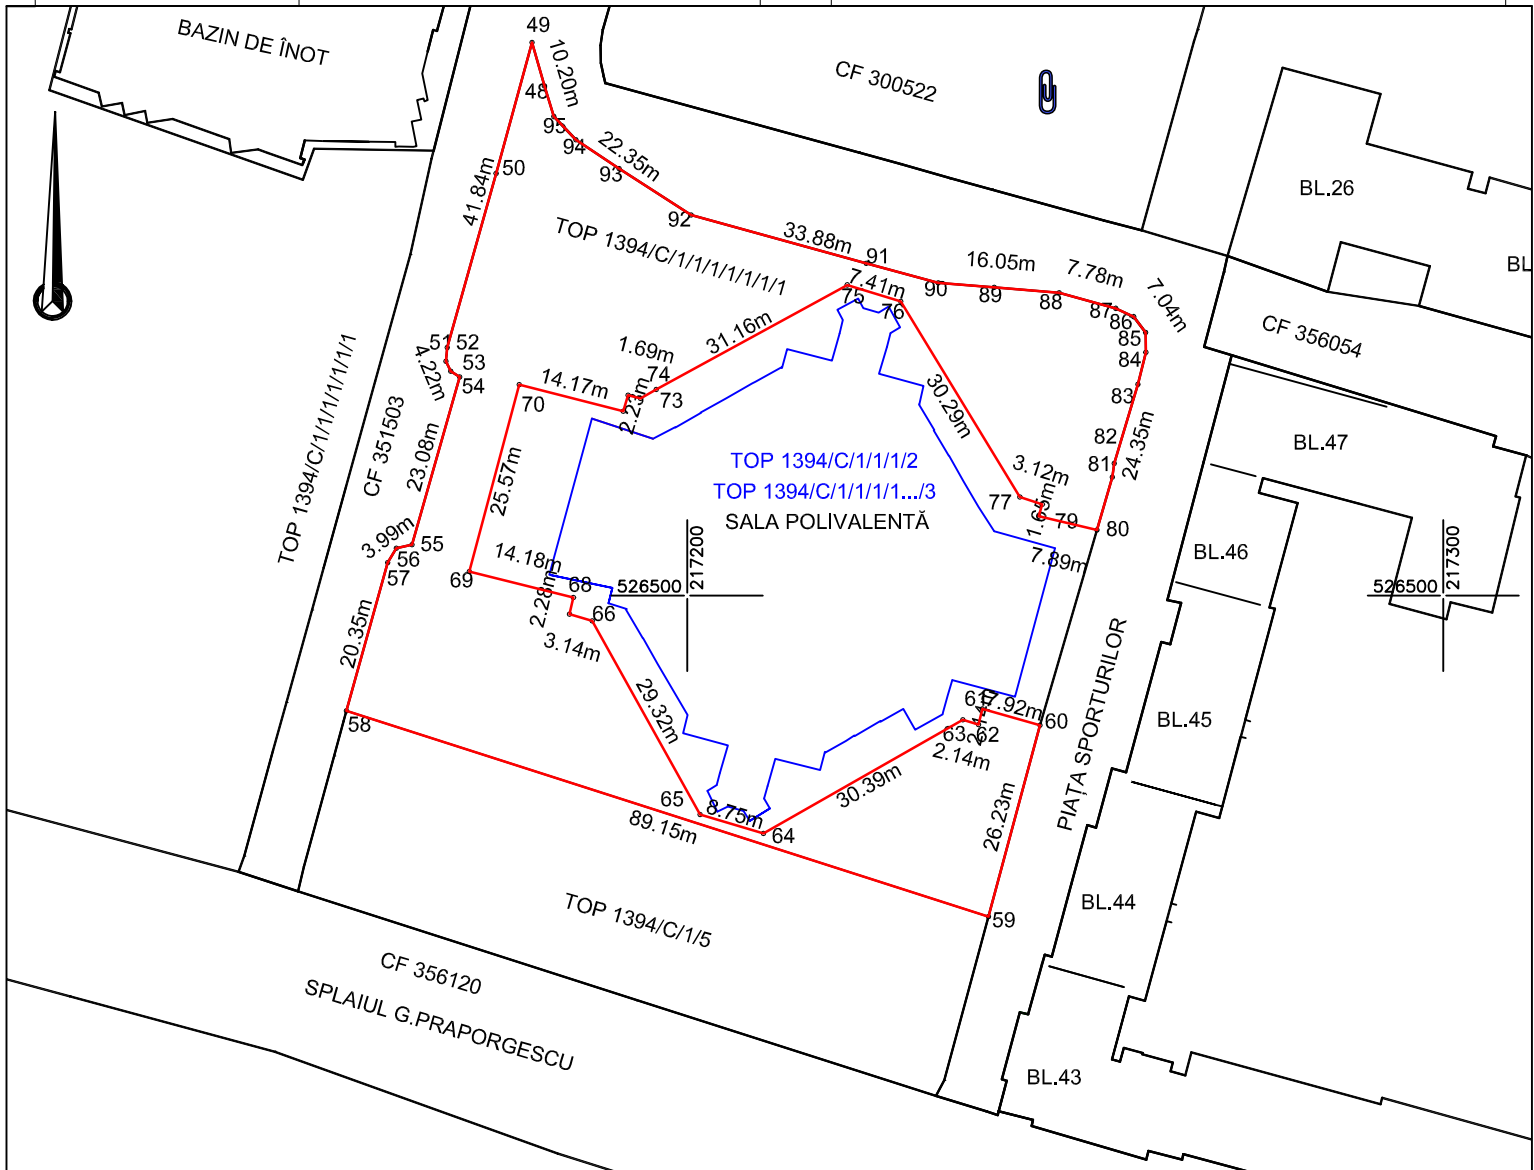 49
BAZIN DE ÎNOT
10.20m
CF 300522
48
95
94
22.35m
93
50
41.84m
BL.26
92
TOP 1394/C/1/1/1/1/1/1/1
33.88m
91
16.05m
7.78m
7.04m
BL
7.41m
75
76
90
89
88
87
86
85
84
83
CF 356054
51
52
53
54
4.22m
31.16m
1.69m
74
73
14.17m
70
2.23m
TOP 1394/C/1/1/1/1/1/1/1
CF 351503
23.08m
25.57m
30.29m
82
81
24.35m
BL.47
TOP 1394/C/1/1/1/2
TOP 1394/C/1/1/1/1.../3
SALA POLIVALENTĂ
3.12m
77
79
80
7.89m
3.99m
55
56
57
14.18m
69
68
2.28m
66
3.14m
526500
217200
BL.46
526500
217300
20.35m
29.32m
58
PIAȚA SPORTURILOR
61
7.92m
60
63
62
2.14m
BL.45
30.39m
65
8.75m
64
89.15m
26.23m
59
BL.44
TOP 1394/C/1/5
CF 356120
SPLAIUL G.PRAPORGESCU
BL.43